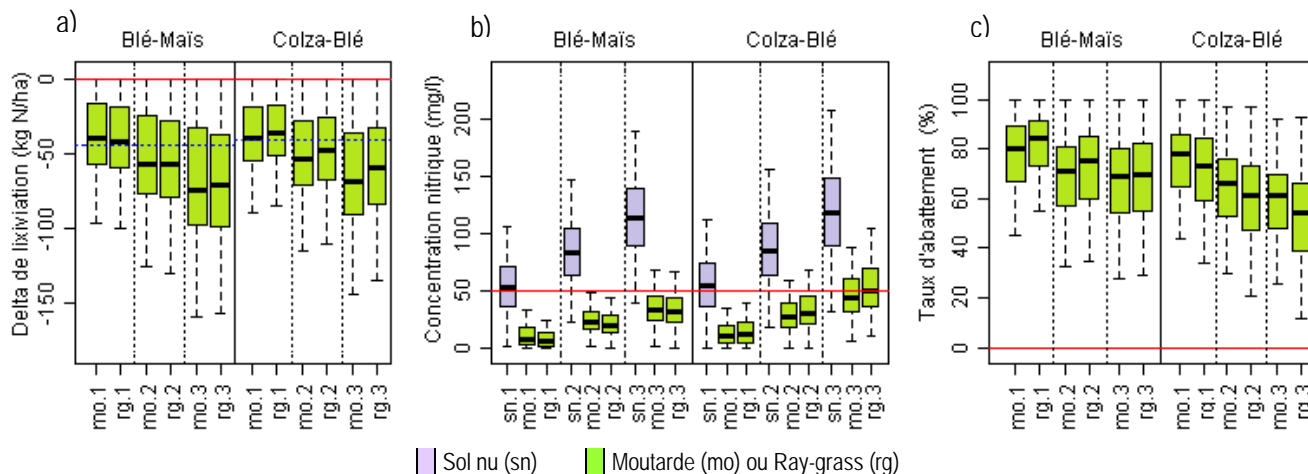 a)
Blé-Maïs Colza-Blé
Delta de lixiviation (kg N/ha)
0
-50
-100
-150
mo.1 rg.1 mo.2 rg.2 mo.3 rg.3 mo.1 rg.1 mo.2 rg.2 mo.3 rg.3
b)
Blé-Maïs Colza-Blé
Concentration nitrique (mg/l)
200
150
100
50
0
sn.1 mo.1 rg.1 sn.2 mo.2 rg.2 sn.3 mo.3 rg.3 sn.1 mo.1 rg.1 sn.2 mo.2 rg.2 sn.3 mo.3 rg.3
c)
Blé-Maïs Colza-Blé
Taux d'abattement (%)
100
80
60
40
20
0
mo.1 rg.1 mo.2 rg.2 mo.3 rg.3 mo.1 rg.1 mo.2 rg.2 mo.3 rg.3
Sol nu (sn) Moutarde (mo) ou Ray-grass (rg)